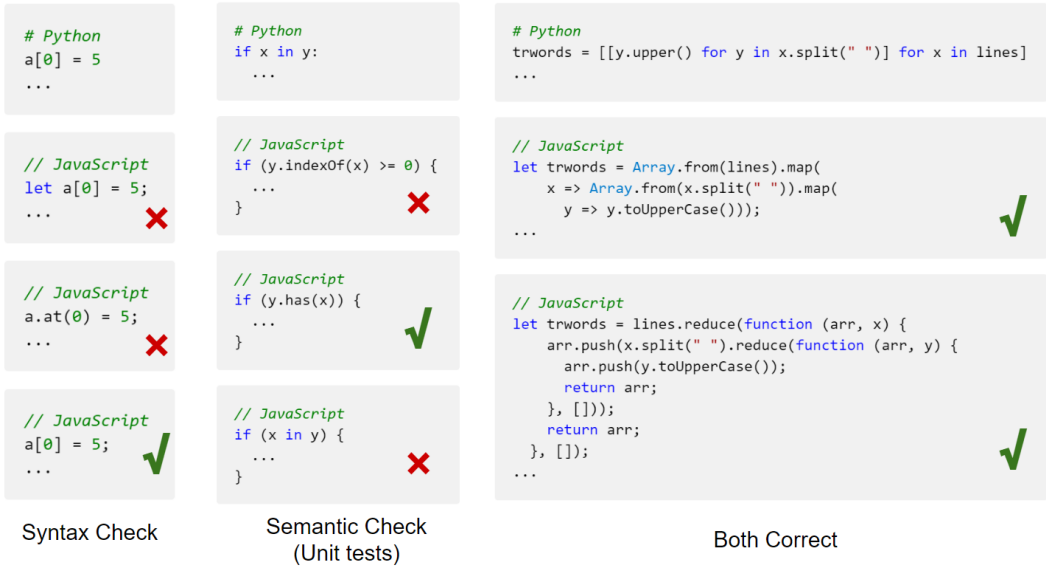 # Python
a[0] = 5
...
// JavaScript
let a[0] = 5;
...
// JavaScript
a.at(0) = 5;
...
// JavaScript
a[0] = 5;
...
Syntax Check
# Python
if x in y:
...
// JavaScript
if (y.indexOf(x) >= 0) {
...
}
// JavaScript
if (y.has(x)) {
...
}
// JavaScript
if (x in y) {
...
}
Semantic Check
(Unit tests)
# Python
trwords = [[y.upper() for y in x.split(" ")] for x in lines]
...
// JavaScript
let trwords = Array.from(lines).map(
x => Array.from(x.split(" ")).map(
y => y.toUpperCase()));
...
// JavaScript
let trwords = lines.reduce(function (arr, x) {
arr.push(x.split(" ").reduce(function (arr, y) {
arr.push(y.toUpperCase());
return arr;
}, []));
return arr;
}, []);
...
Both Correct